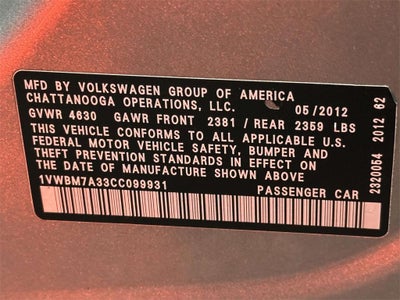 MFD BY VOLKSWAGEN GROUP OF AMERICA
CHATTANOOGA OPERATIONS, LLC. 05/2012
GVWR 4630 GAWR FRONT 2381 / REAR 2359 LBS
THIS VEHICLE CONFORMS TO ALL APPLICABLE U.S.
FEDERAL MOTOR VEHICLE SAFETY, BUMPER AND
THEFT PREVENTION STANDARDS IN EFFECT ON
THE DATE OF MANUFACTURE SHOWN ABOVE
1VWBM7A33CC099931 PASSENGER CAR
2320054 2012 62